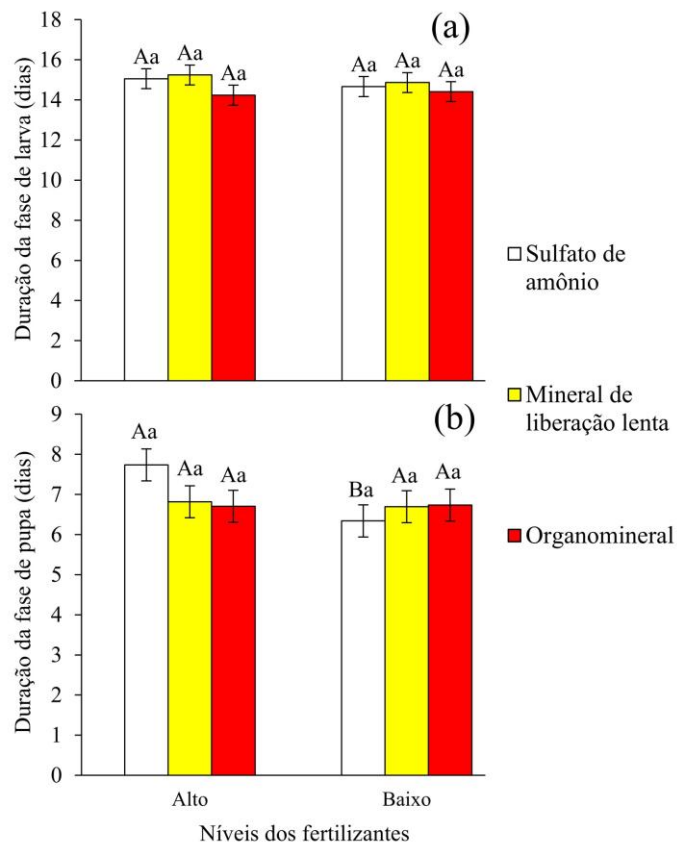 (a)
Duração da fase de larva (dias)
18
16
14
12
10
8
6
4
2
0
Aa
Aa
Aa
Aa
Aa
Aa
Sulfato de
amônio
Mineral de
liberação lenta
Organomineral
(b)
Duração da fase de pupa (dias)
9
8
7
6
5
4
3
2
1
0
Aa
Aa
Aa
Ba
Aa
Aa
Alto
Baixo
Níveis dos fertilizantes